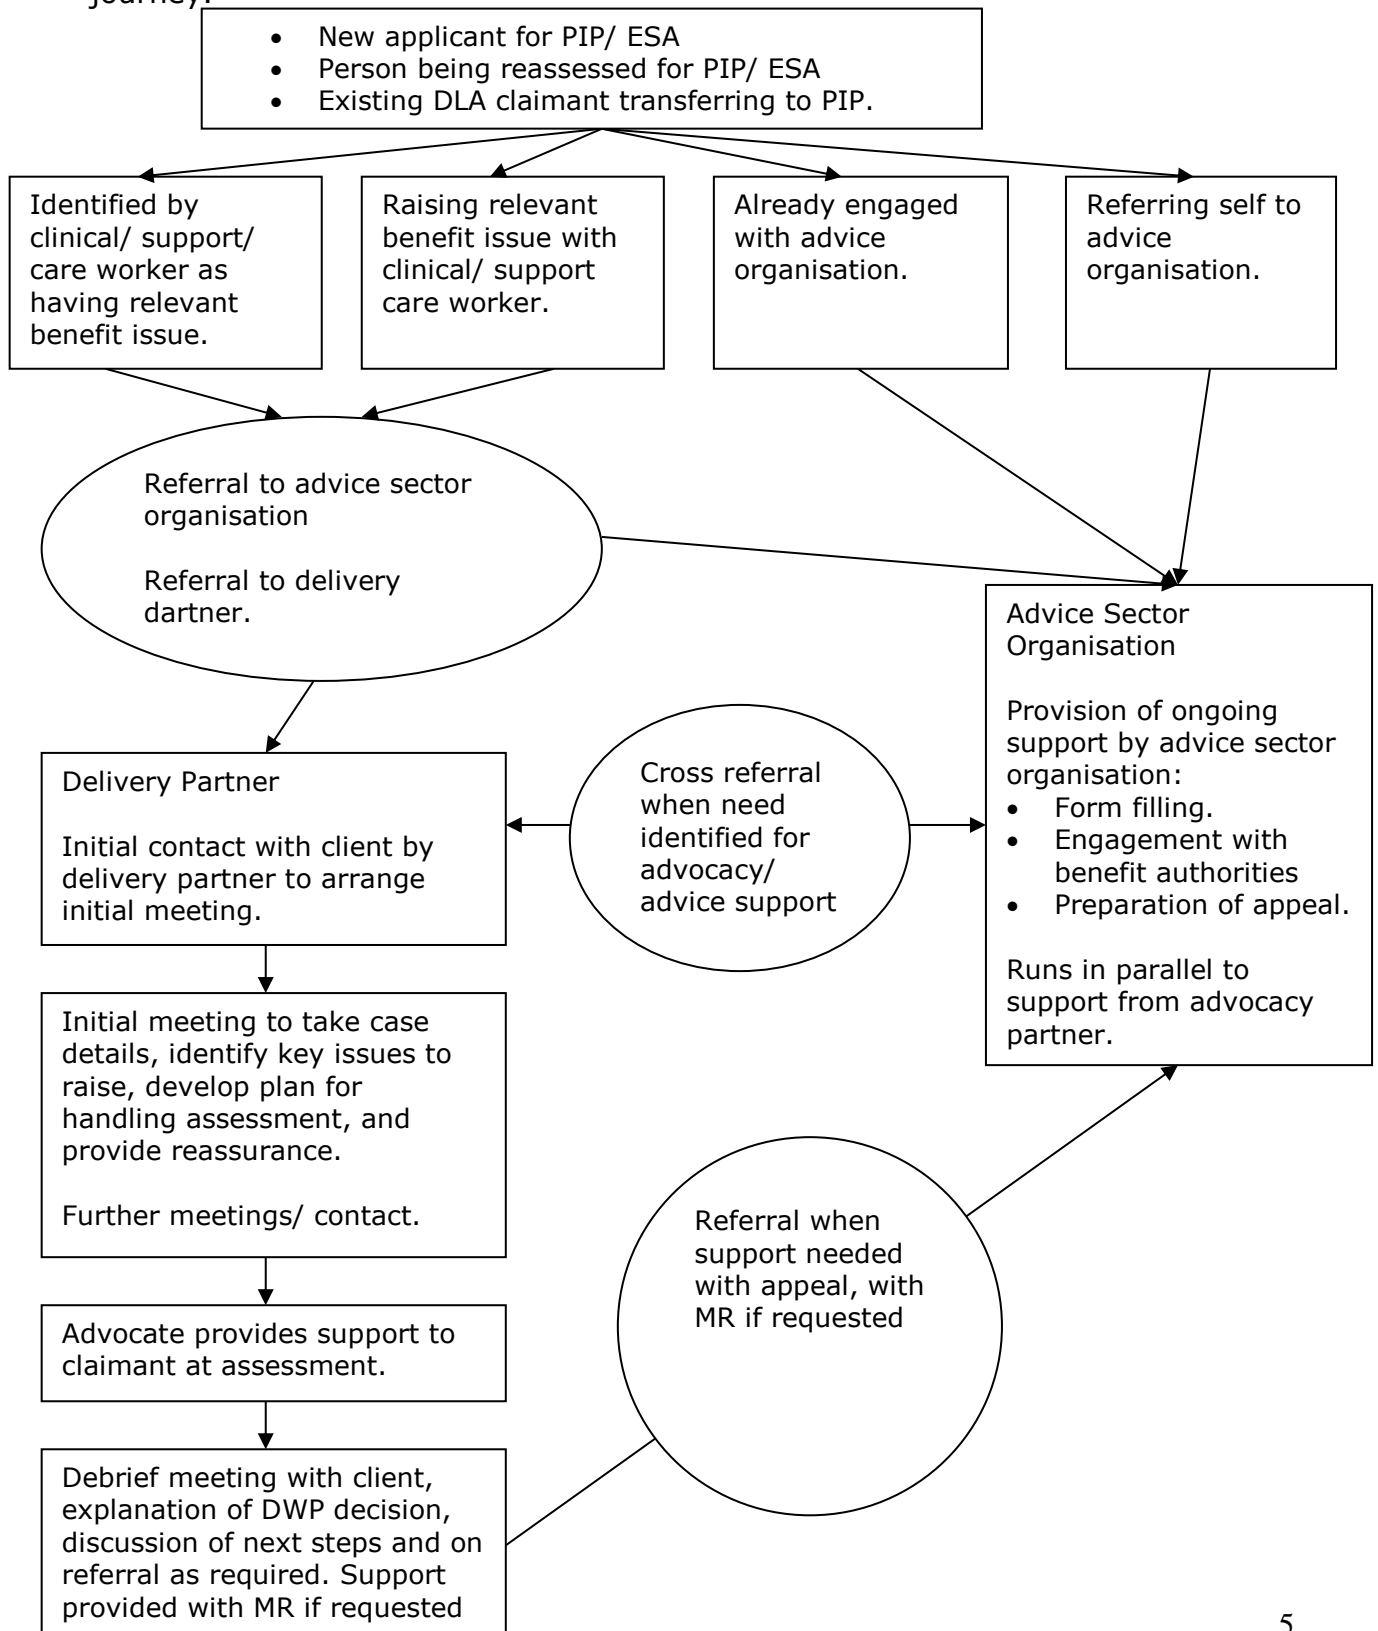 journey.
• New applicant for PIP/ ESA
• Person being reassessed for PIP/ ESA
• Existing DLA claimant transferring to PIP.
Identified by
clinical/ support/
care worker as
having relevant
benefit issue.
Raising relevant
benefit issue with
clinical/ support
care worker.
Already engaged
with advice
organisation.
Referring self to
advice
organisation.
Referral to advice sector
organisation
Referral to delivery
dartner.
Advice Sector
Organisation
Provision of ongoing
support by advice sector
organisation:
• Form filling.
• Engagement with
benefit authorities
• Preparation of appeal.
Runs in parallel to
support from advocacy
partner.
Cross referral
when need
identified for
advocacy/
advice support
Delivery Partner
Initial contact with client by
delivery partner to arrange
initial meeting.
Initial meeting to take case
details, identify key issues to
raise, develop plan for
handling assessment, and
provide reassurance.
Further meetings/ contact.
Referral when
support needed
with appeal, with
MR if requested
Advocate provides support to
claimant at assessment.
Debrief meeting with client,
explanation of DWP decision,
discussion of next steps and on
referral as required. Support
provided with MR if requested
5